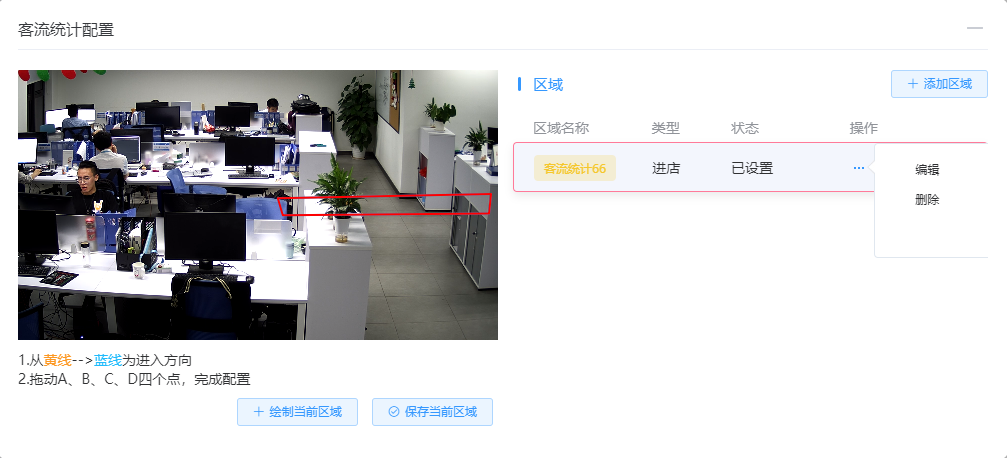 客流统计配置
区域
添加区域
区域名称 类型 状态 操作
客流统计66 进店 已设置 ···
编辑
删除
1.从黄线-->蓝线为进入方向
2.拖动A、B、C、D四个点，完成配置
绘制当前区域 保存当前区域